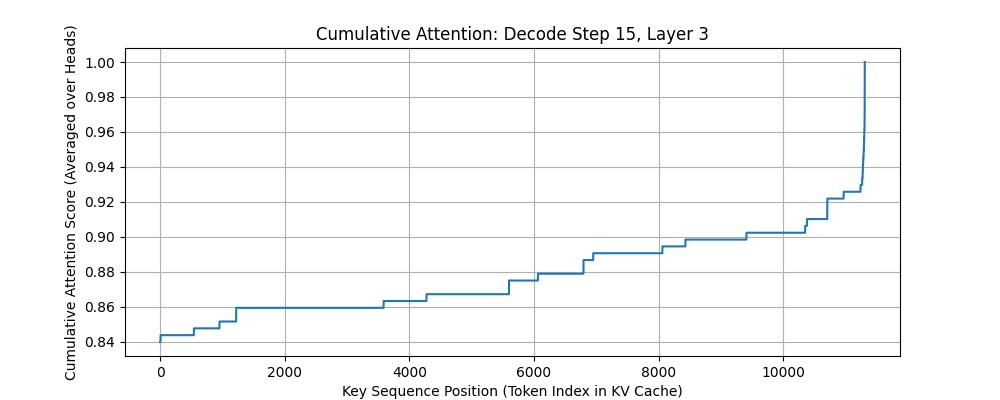 Cumulative Attention: Decode Step 15, Layer 3
Cumulative Attention Score (Averaged over Heads)
1.00
0.98
0.96
0.94
0.92
0.90
0.88
0.86
0.84
0 2000 4000 6000 8000 10000
Key Sequence Position (Token Index in KV Cache)